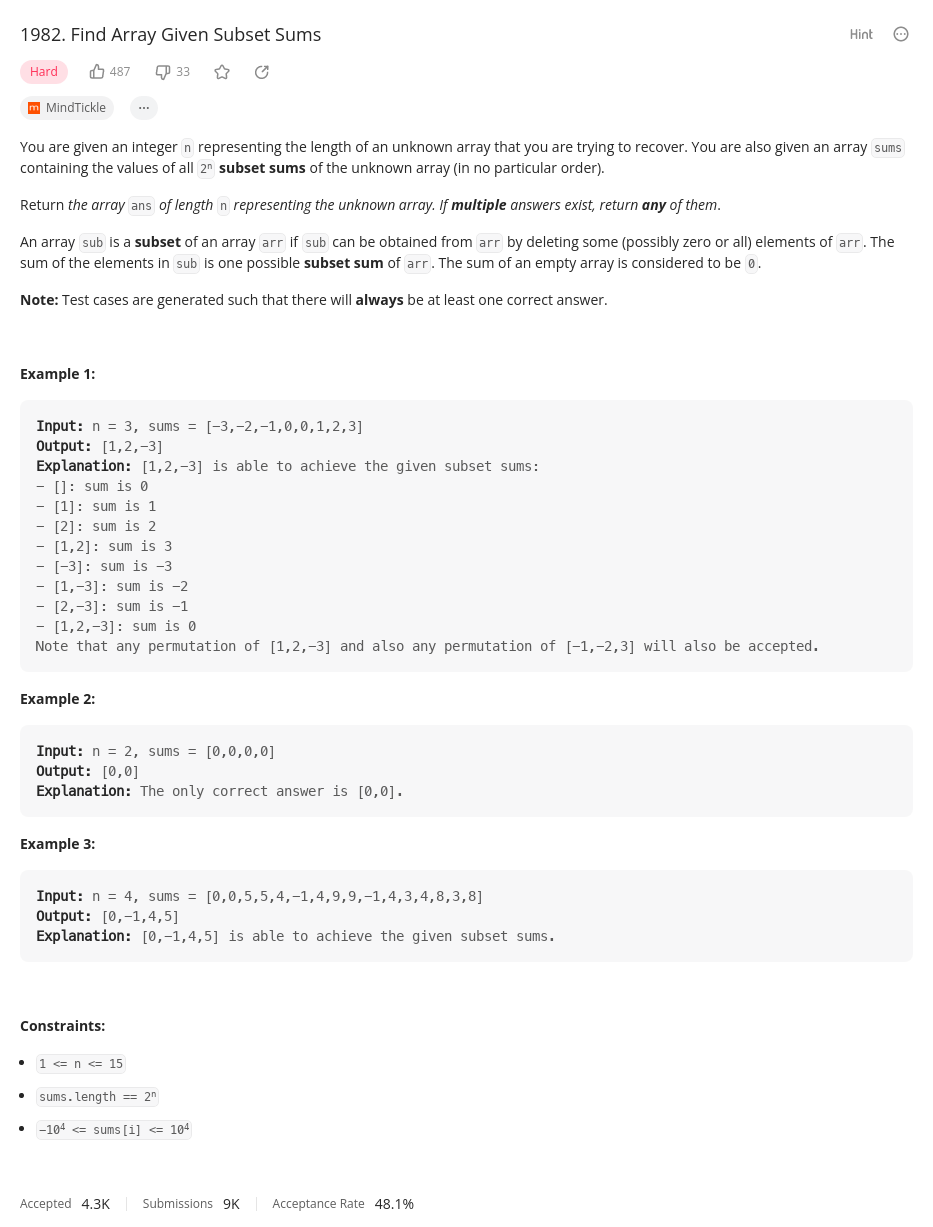 1982. Find Array Given Subset Sums
Hint
Hard
487
33
MindTickle
...
You are given an integer n representing the length of an unknown array that you are trying to recover. You are also given an array sums
containing the values of all 2ⁿ subset sums of the unknown array (in no particular order).
Return the array ans of length n representing the unknown array. If multiple answers exist, return any of them.
An array sub is a subset of an array arr if sub can be obtained from arr by deleting some (possibly zero or all) elements of arr. The
sum of the elements in sub is one possible subset sum of arr. The sum of an empty array is considered to be 0.
Note: Test cases are generated such that there will always be at least one correct answer.
Example 1:
Input: n = 3, sums = [−3,−2,−1,0,0,1,2,3]
Output: [1,2,−3]
Explanation: [1,2,−3] is able to achieve the given subset sums:
− []: sum is 0
− [1]: sum is 1
− [2]: sum is 2
− [1,2]: sum is 3
− [−3]: sum is −3
− [1,−3]: sum is −2
− [2,−3]: sum is −1
− [1,2,−3]: sum is 0
Note that any permutation of [1,2,−3] and also any permutation of [−1,−2,3] will also be accepted.
Example 2:
Input: n = 2, sums = [0,0,0,0]
Output: [0,0]
Explanation: The only correct answer is [0,0].
Example 3:
Input: n = 4, sums = [0,0,5,5,4,−1,4,9,9,−1,4,3,4,8,3,8]
Output: [0,−1,4,5]
Explanation: [0,−1,4,5] is able to achieve the given subset sums.
Constraints:
• 1 <= n <= 15
• sums.length == 2ⁿ
• −10⁴ <= sums[i] <= 10⁴
Accepted 4.3K Submissions 9K Acceptance Rate 48.1%